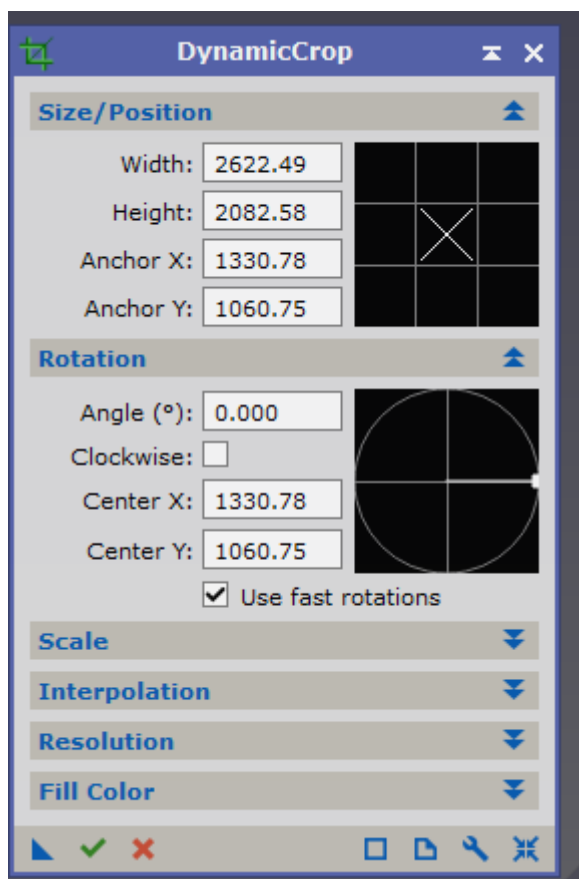 DynamicCrop
Size/Position
Width: 2622.49
Height: 2082.58
Anchor X: 1330.78
Anchor Y: 1060.75
Rotation
Angle (°): 0.000
Clockwise:
Center X: 1330.78
Center Y: 1060.75
Use fast rotations
Scale
Interpolation
Resolution
Fill Color